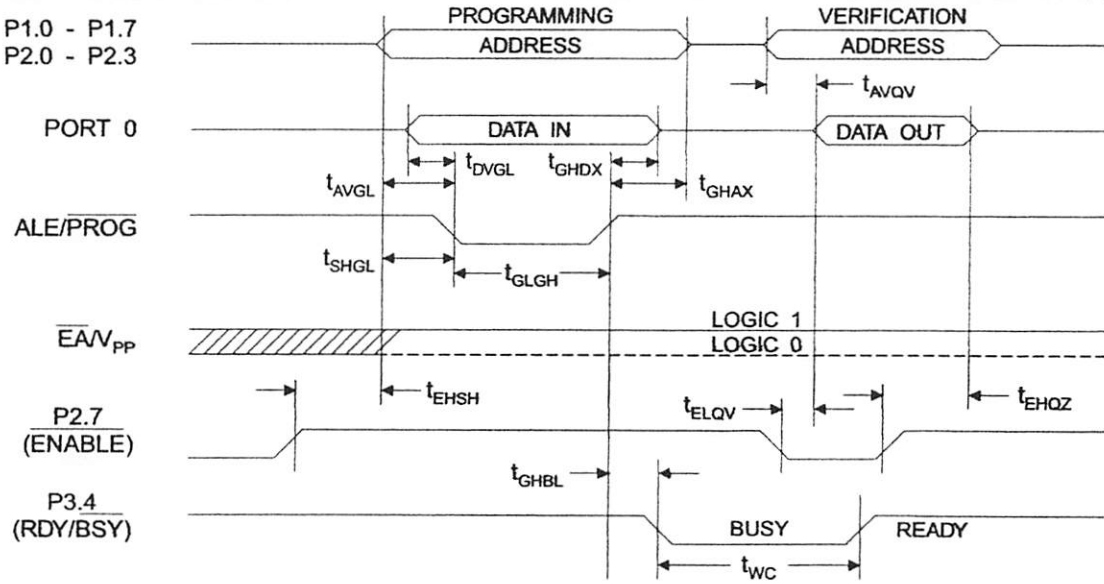 PROGRAMMING VERIFICATION
P1.0 - P1.7
P2.0 - P2.3
ADDRESS ADDRESS
tAVQV
PORT 0 DATA IN DATA OUT
tDVGL tGHDX
tAVGL tGHAX
ALE/PROG
tSHGL tGLGH
LOGIC 1
EA/VPP
LOGIC 0
tEHSH tELQV tEHQZ
P2.7
(ENABLE)
tGHBL
P3.4
(RDY/BSY) BUSY READY
tWC